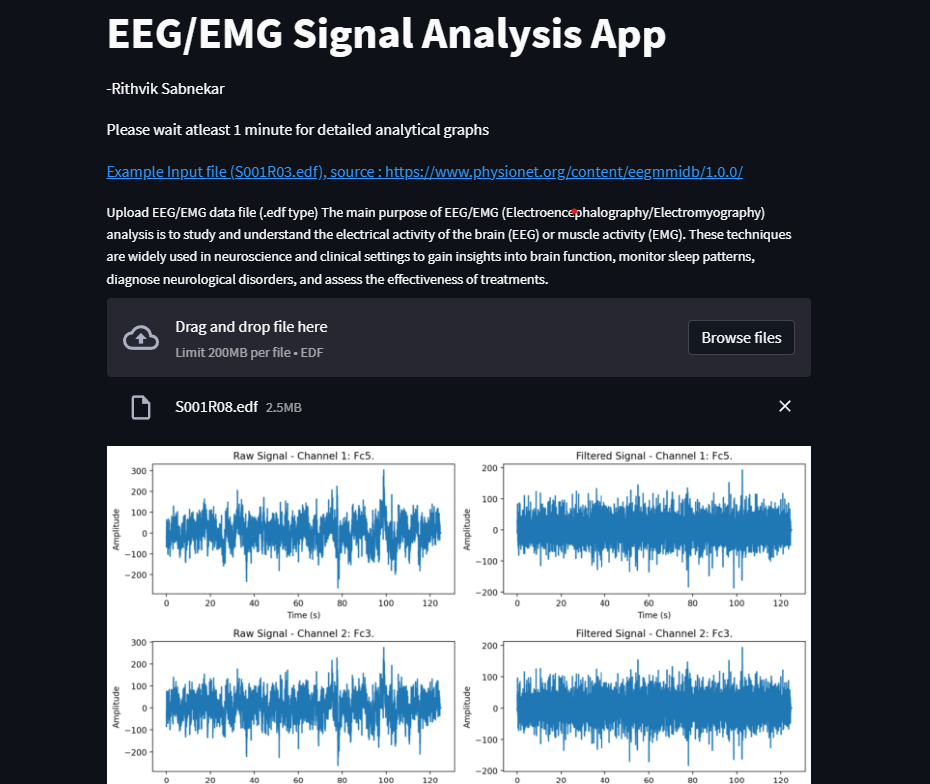 EEG/EMG Signal Analysis App
-Rithvik Sabnekar
Please wait atleast 1 minute for detailed analytical graphs
Example Input file (S001R03.edf), source : https://www.physionet.org/content/eegmmidb/1.0.0/
Upload EEG/EMG data file (.edf type) The main purpose of EEG/EMG (Electroencephalography/Electromyography)
analysis is to study and understand the electrical activity of the brain (EEG) or muscle activity (EMG). These techniques
are widely used in neuroscience and clinical settings to gain insights into brain function, monitor sleep patterns,
diagnose neurological disorders, and assess the effectiveness of treatments.
Drag and drop file here
Limit 200MB per file • EDF
Browse files
S001R08.edf 2.5MB
Raw Signal - Channel 1: Fc5.
300
200
100
0
−100
−200
Amplitude
0 20 40 60 80 100 120
Time (s)
Filtered Signal - Channel 1: Fc5.
200
100
0
−100
−200
Amplitude
0 20 40 60 80 100 120
Time (s)
Raw Signal - Channel 2: Fc3.
300
200
100
0
−100
−200
Amplitude
0 20 40 60 80 100 120
Filtered Signal - Channel 2: Fc3.
200
100
0
−100
−200
Amplitude
0 20 40 60 80 100 120